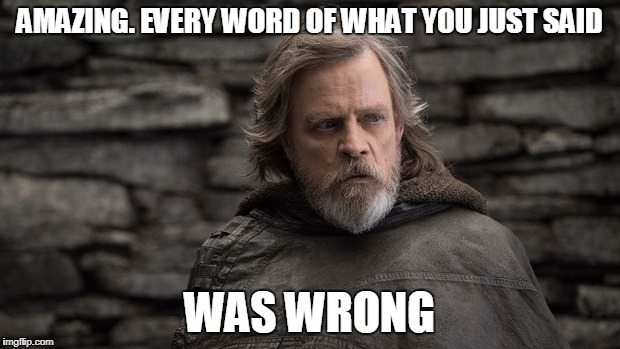 AMAZING. EVERY WORD OF WHAT YOU JUST SAID
WAS WRONG
imgflip.com